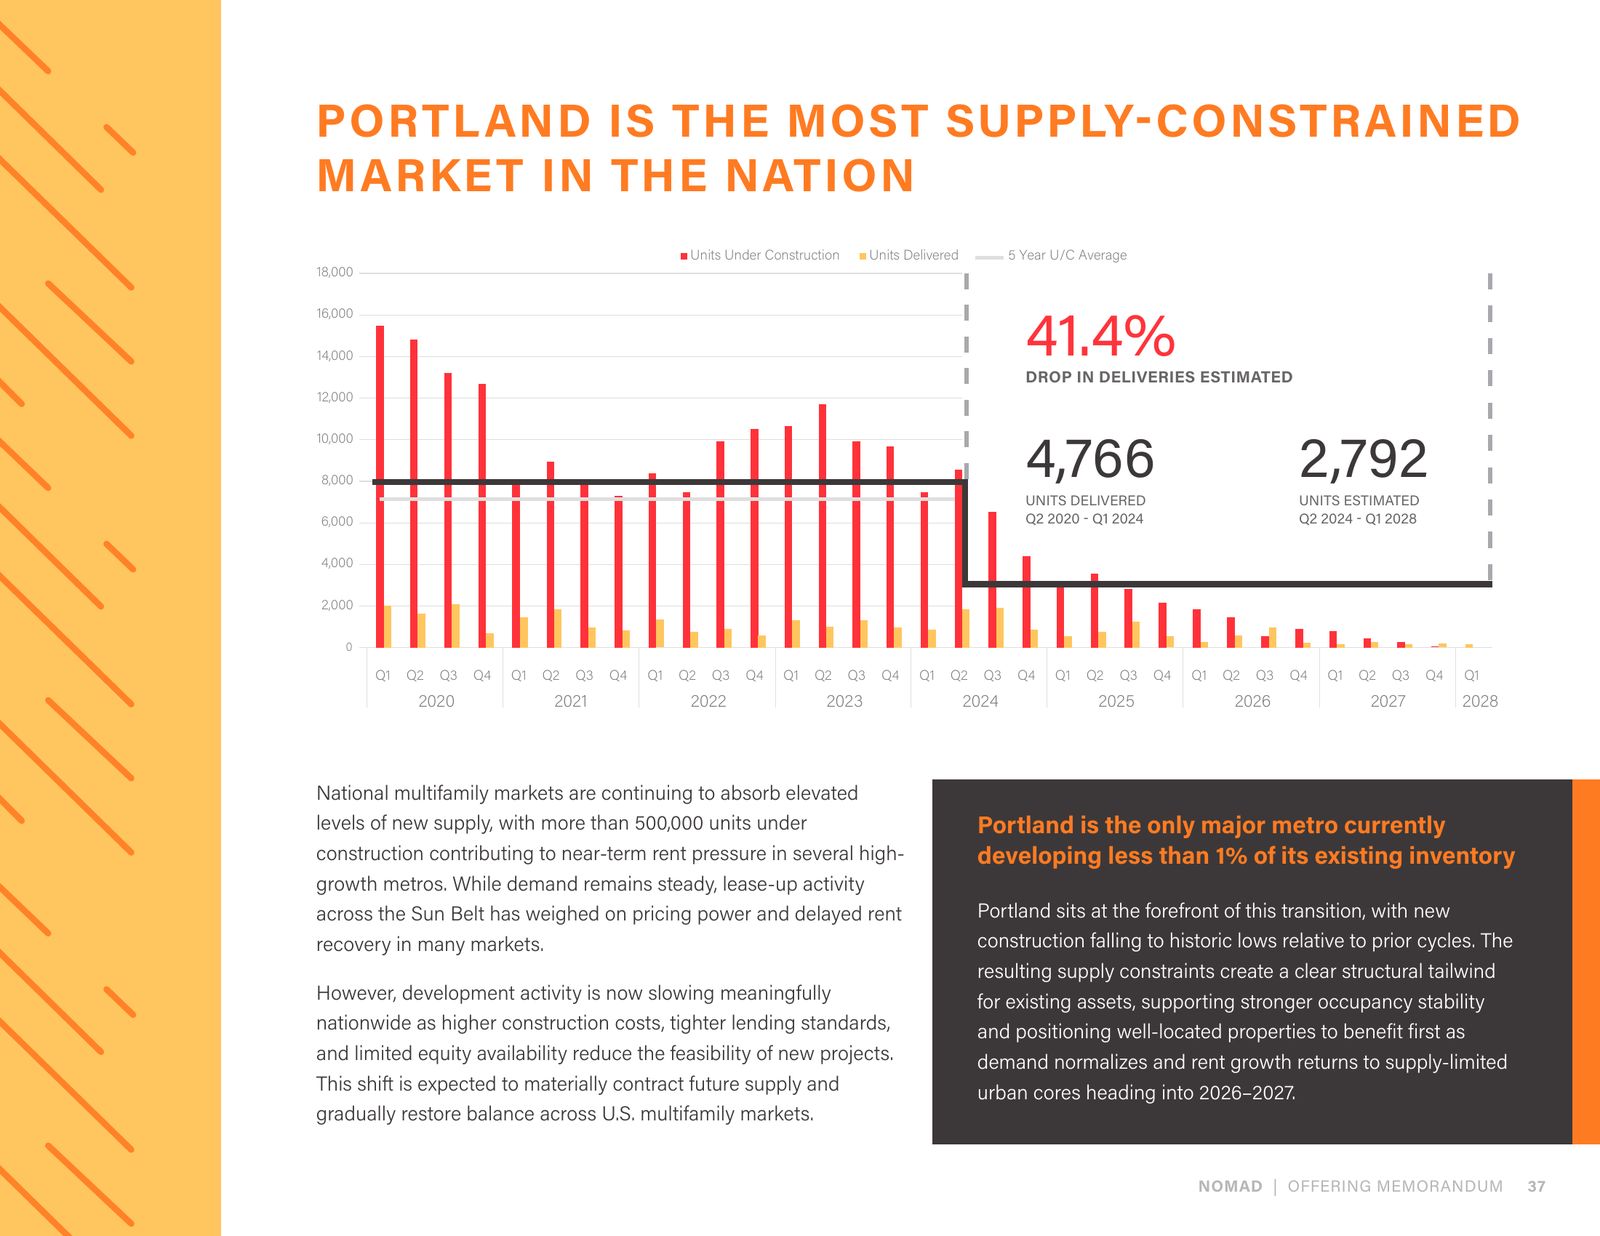 PORTLAND IS THE MOST SUPPLY-CONSTRAINED
MARKET IN THE NATION
Units Under Construction Units Delivered 5 Year U/C Average
18,000
16,000
14,000
12,000
10,000
8,000
6,000
4,000
2,000
0
41.4%
DROP IN DELIVERIES ESTIMATED
4,766
UNITS DELIVERED
Q2 2020 - Q1 2024
2,792
UNITS ESTIMATED
Q2 2024 - Q1 2028
Q1 Q2 Q3 Q4 Q1 Q2 Q3 Q4 Q1 Q2 Q3 Q4 Q1 Q2 Q3 Q4 Q1 Q2 Q3 Q4 Q1 Q2 Q3 Q4 Q1 Q2 Q3 Q4 Q1 Q2 Q3 Q4 Q1
2020 2021 2022 2023 2024 2025 2026 2027 2028
National multifamily markets are continuing to absorb elevated
levels of new supply, with more than 500,000 units under
construction contributing to near-term rent pressure in several high-
growth metros. While demand remains steady, lease-up activity
across the Sun Belt has weighed on pricing power and delayed rent
recovery in many markets.
However, development activity is now slowing meaningfully
nationwide as higher construction costs, tighter lending standards,
and limited equity availability reduce the feasibility of new projects.
This shift is expected to materially contract future supply and
gradually restore balance across U.S. multifamily markets.
Portland is the only major metro currently
developing less than 1% of its existing inventory
Portland sits at the forefront of this transition, with new
construction falling to historic lows relative to prior cycles. The
resulting supply constraints create a clear structural tailwind
for existing assets, supporting stronger occupancy stability
and positioning well-located properties to benefit first as
demand normalizes and rent growth returns to supply-limited
urban cores heading into 2026–2027.
NOMAD | OFFERING MEMORANDUM 37